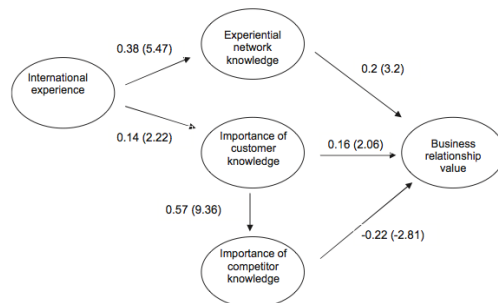 Experiential
network
knowledge
0.38 (5.47)
0.2 (3.2)
International
experience
0.14 (2.22)
Importance of
customer
knowledge
0.16 (2.06)
Business
relationship
value
0.57 (9.36)
-0.22 (-2.81)
Importance of
competitor
knowledge